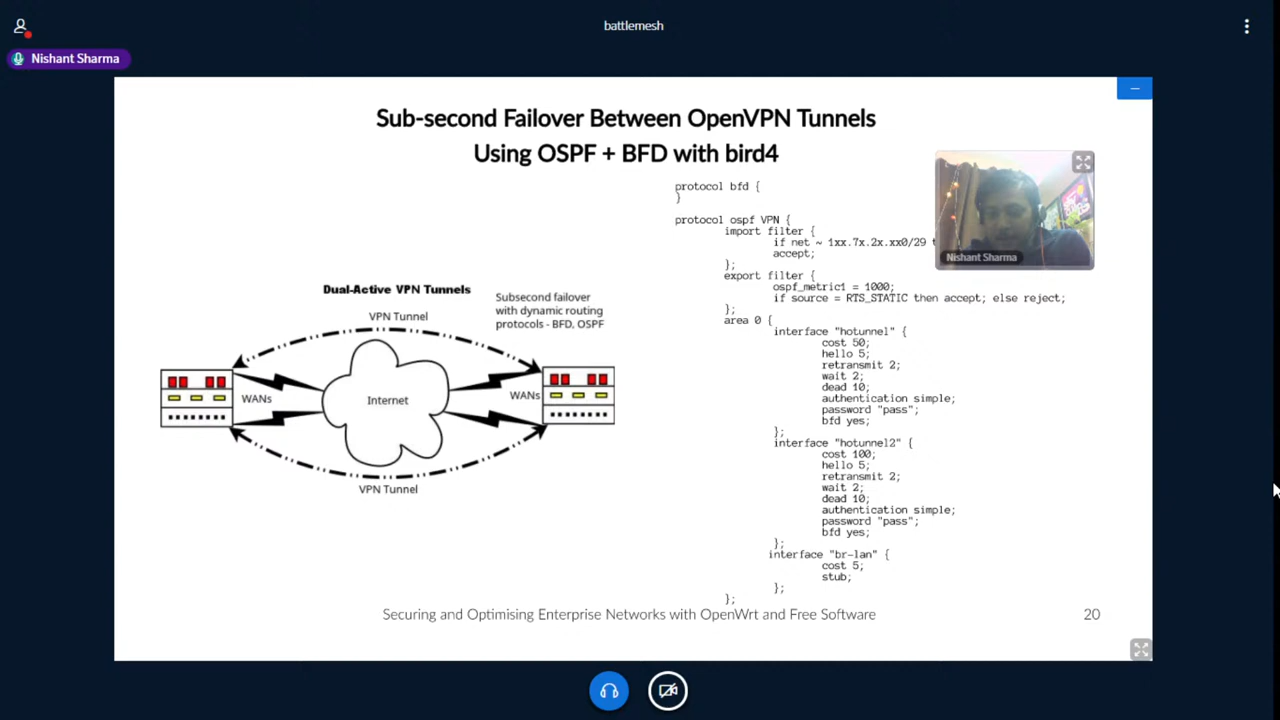 battlemesh
Nishant Sharma
Sub-second Failover Between OpenVPN Tunnels
Using OSPF + BFD with bird4
Dual-Active VPN Tunnels
Subsecond failover
with dynamic routing
protocols - BFD, OSPF
VPN Tunnel
WANs
Internet
WANs
VPN Tunnel
protocol bfd {
}
protocol ospf VPN {
import filter {
if net ~ 1xx.7x.2x.xx0/29
accept;
};
export filter {
ospf_metric1 = 1000;
if source = RTS_STATIC then accept; else reject;
};
area 0 {
interface "hotunnel" {
cost 50;
hello 5;
retransmit 2;
wait 2;
dead 10;
authentication simple;
password "pass";
bfd yes;
};
interface "hotunnel2" {
cost 100;
hello 5;
retransmit 2;
wait 2;
dead 10;
authentication simple;
password "pass";
bfd yes;
};
interface "br-lan" {
cost 5;
stub;
};
};
Nishant Sharma
Securing and Optimising Enterprise Networks with OpenWrt and Free Software
20